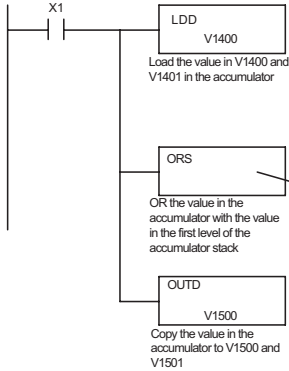 X1
LDD
V1400
Load the value in V1400 and
V1401 in the accumulator
ORS
OR the value in the
accumulator with the value
in the first level of the
accumulator stack
OUTD
V1500
Copy the value in the
accumulator to V1500 and
V1501